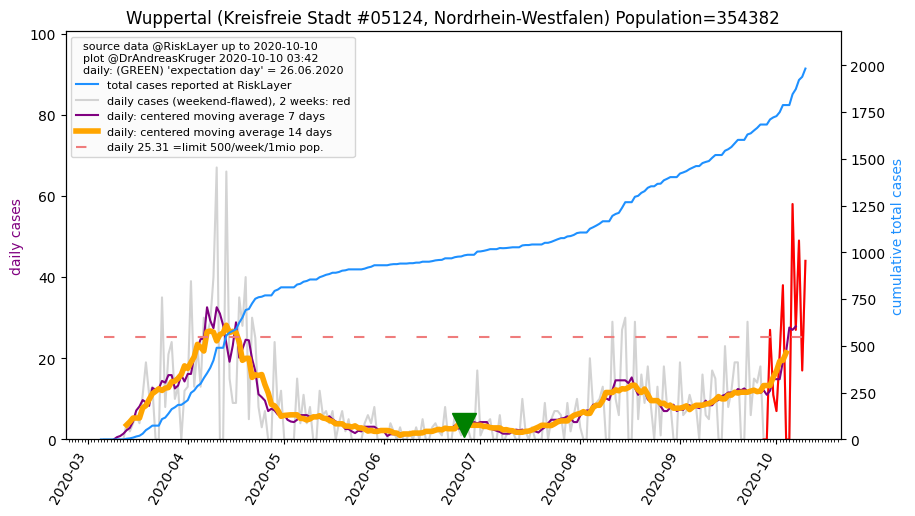 Wuppertal (Kreisfreie Stadt #05124, Nordrhein-Westfalen) Population=354382
source data @RiskLayer up to 2020-10-10
plot @DrAndreasKruger 2020-10-10 03:42
daily: (GREEN) 'expectation day' = 26.06.2020
total cases reported at RiskLayer
daily cases (weekend-flawed), 2 weeks: red
daily: centered moving average 7 days
daily: centered moving average 14 days
daily 25.31 =limit 500/week/1mio pop.
daily cases
100
80
60
40
20
0
cumulative total cases
2000
1750
1500
1250
1000
750
500
250
0
2020-03
2020-04
2020-05
2020-06
2020-07
2020-08
2020-09
2020-10